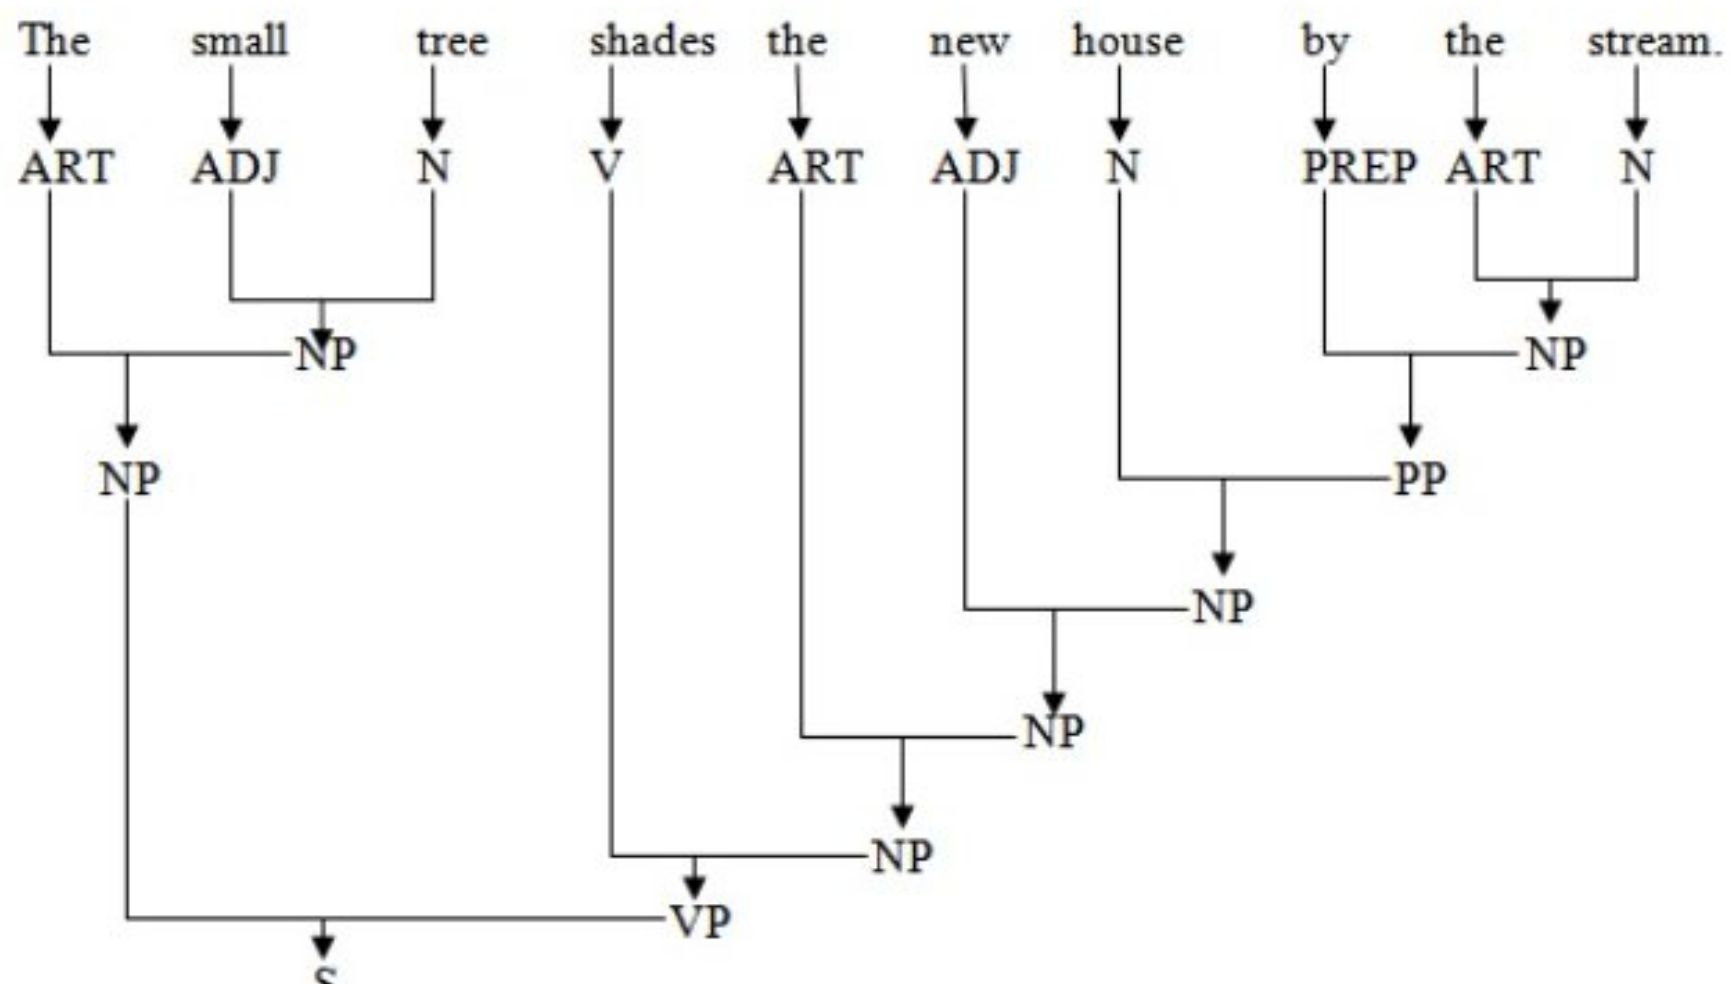 The small tree shades the new house by the stream.
ART ADJ N V ART ADJ N PREP ART N
NP NP
NP PP
NP
NP
NP
VP
S